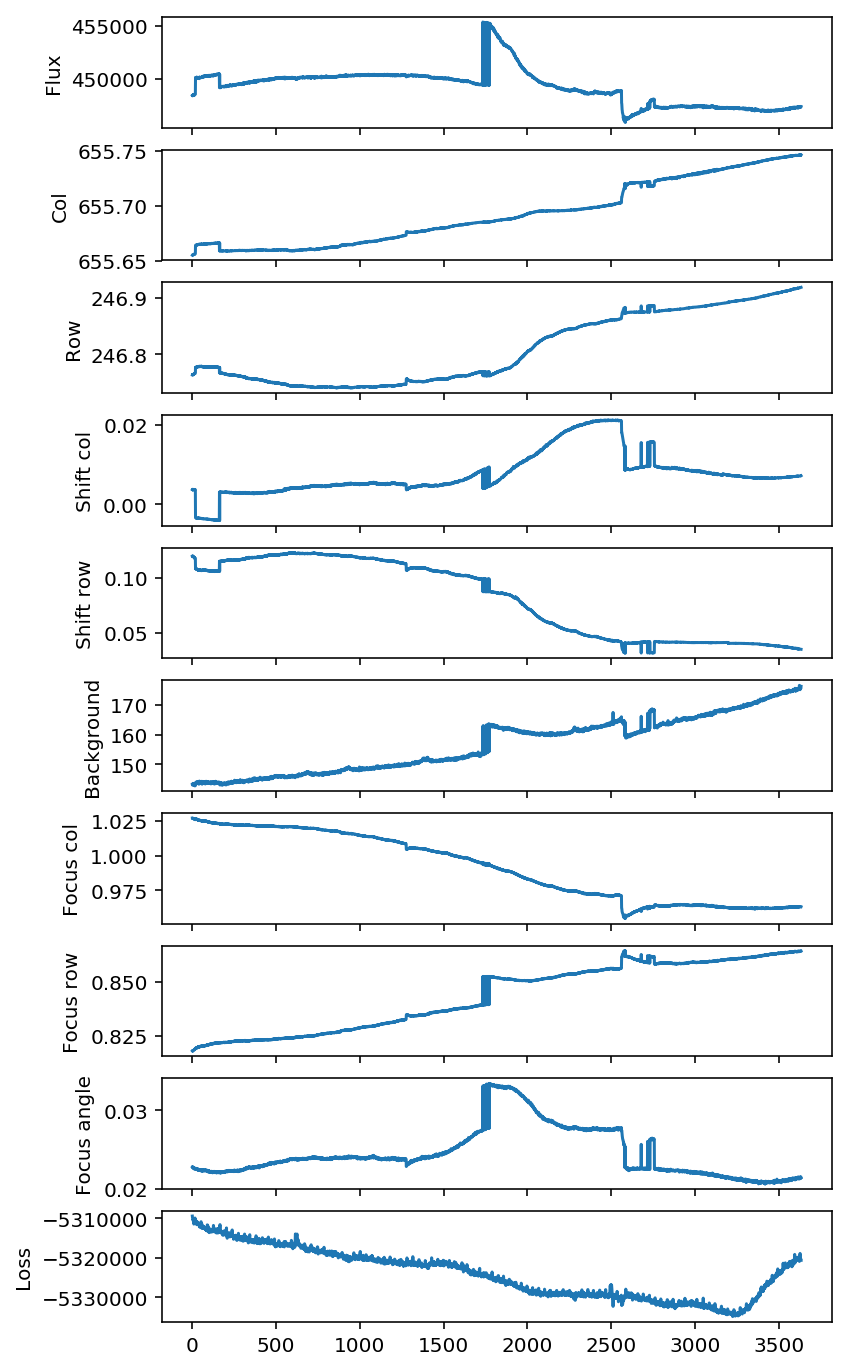 Flux
455000
450000
Col
655.75
655.70
655.65
Row
246.9
246.8
Shift col
0.02
0.00
Shift row
0.10
0.05
Background
170
160
150
Focus col
1.025
1.000
0.975
Focus row
0.850
0.825
Focus angle
0.03
0.02
Loss
−5310000
−5320000
−5330000
0 500 1000 1500 2000 2500 3000 3500